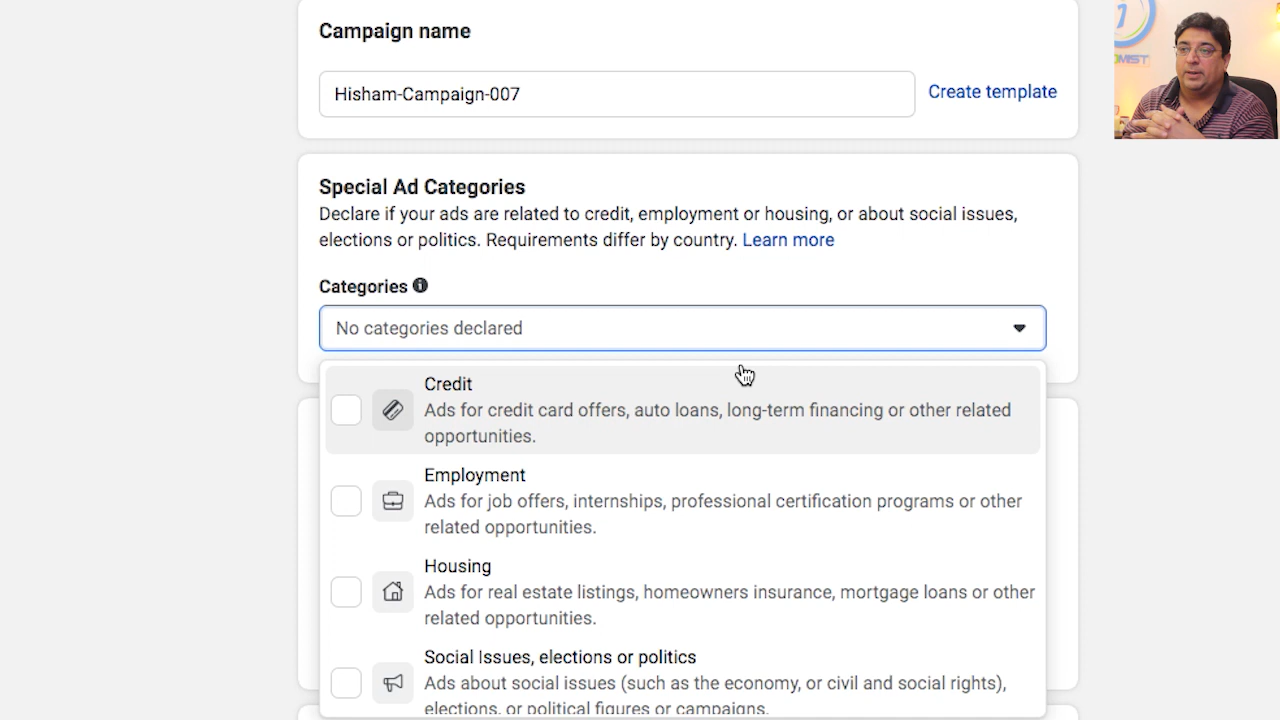 Campaign name
Hisham-Campaign-007
Create template
Special Ad Categories
Declare if your ads are related to credit, employment or housing, or about social issues,
elections or politics. Requirements differ by country. Learn more
Categories
No categories declared
Credit
Ads for credit card offers, auto loans, long-term financing or other related
opportunities.
Employment
Ads for job offers, internships, professional certification programs or other
related opportunities.
Housing
Ads for real estate listings, homeowners insurance, mortgage loans or other
related opportunities.
Social Issues, elections or politics
Ads about social issues (such as the economy, or civil and social rights),
elections, or political figures or campaigns.